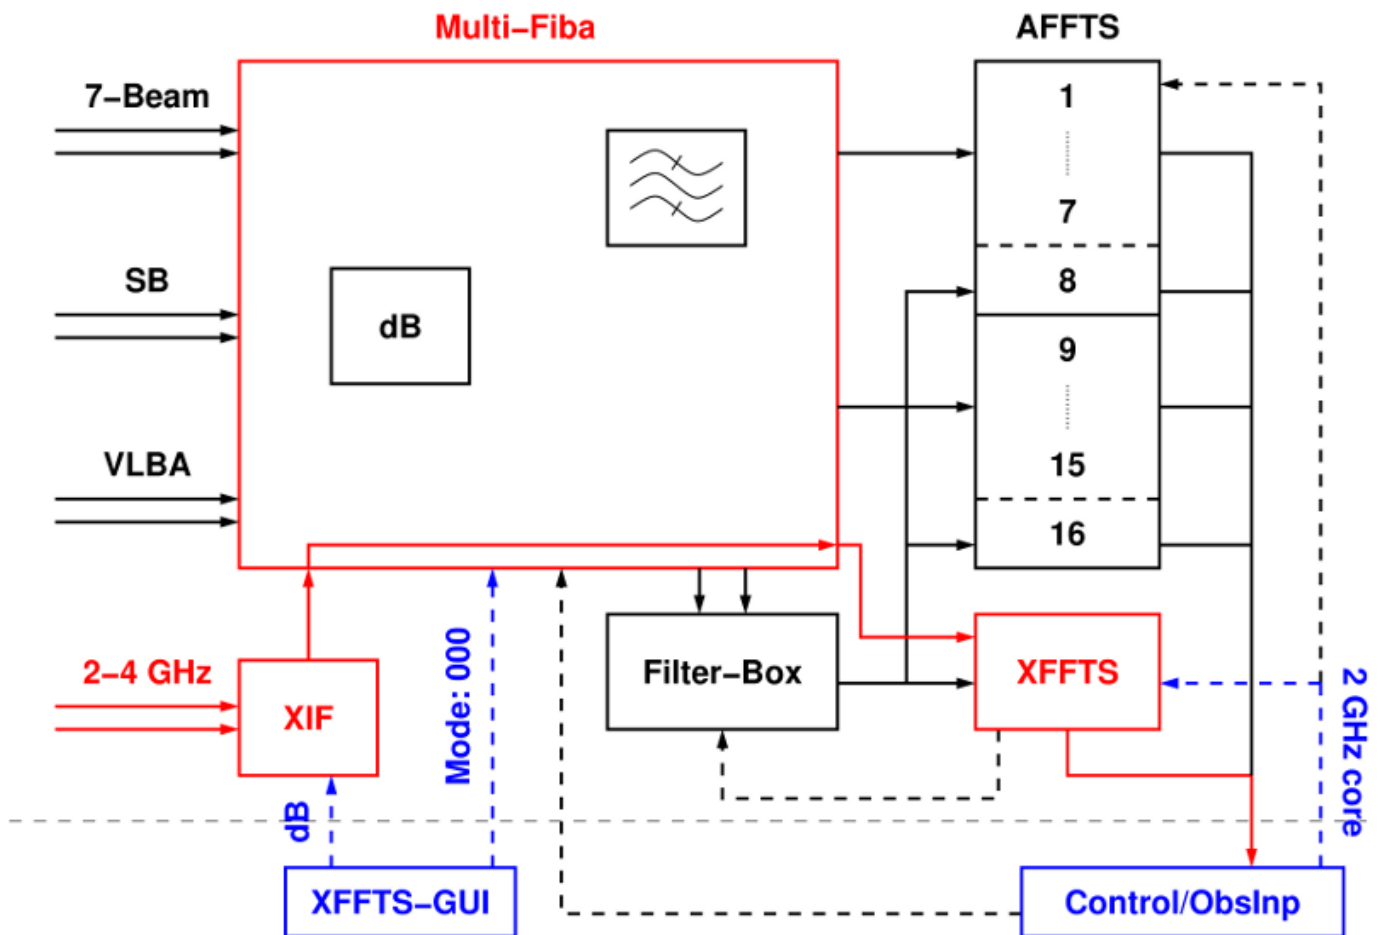 Multi–Fiba
AFFTS
7–Beam
1
7
SB
8
dB
9
VLBA
15
16
2–4 GHz
XIF
Mode: 000
Filter–Box
XFFTS
2 GHz core
dB
XFFTS–GUI
Control/ObsInp